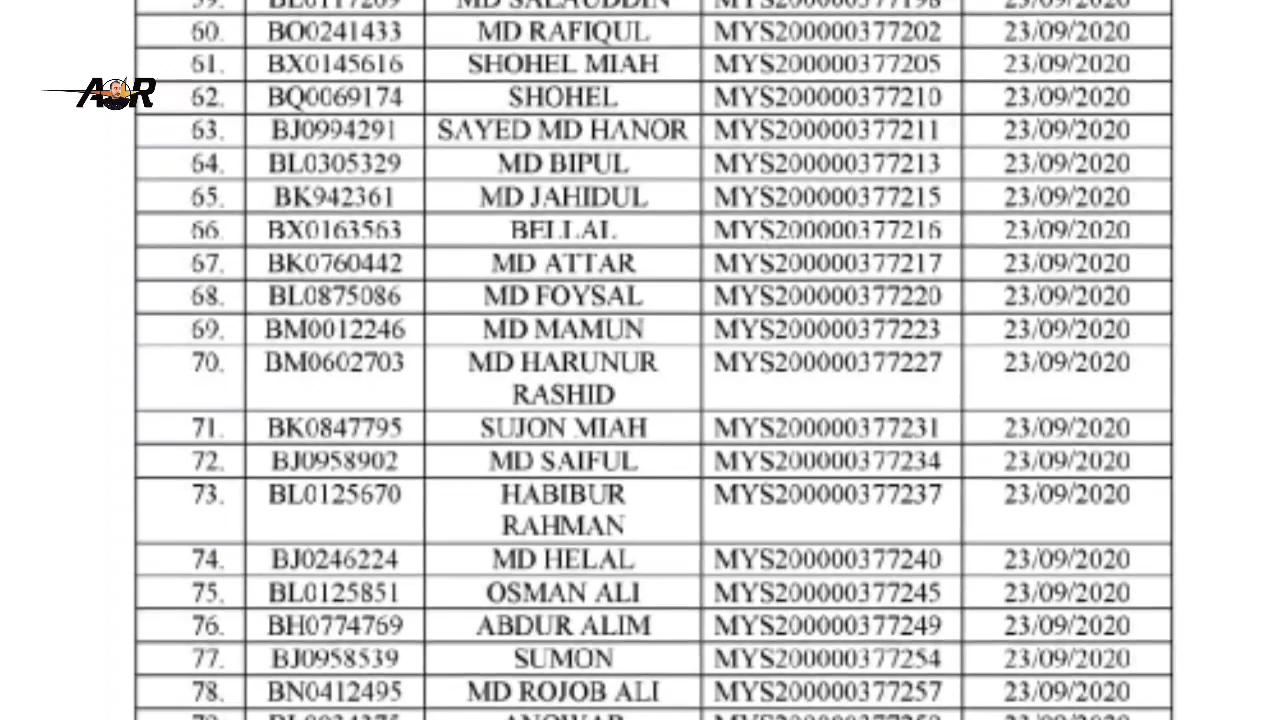 60. BO0241433 MD RAFIQUL MYS200000377202 23/09/2020
61. BX0145616 SHOHEL MIAH MYS200000377205 23/09/2020
AOR
62. BQ0069174 SHOHEL MYS200000377210 23/09/2020
63. BJ0994291 SAYED MD HANOR MYS200000377211 23/09/2020
64. BL0305329 MD BIPUL MYS200000377213 23/09/2020
65. BK942361 MD JAHIDUL MYS200000377215 23/09/2020
66. BX0163563 BELLAL MYS200000377216 23/09/2020
67. BK0760442 MD ATTAR MYS200000377217 23/09/2020
68. BL0875086 MD FOYSAL MYS200000377220 23/09/2020
69. BM0012246 MD MAMUN MYS200000377223 23/09/2020
70. BM0602703 MD HARUNUR MYS200000377227 23/09/2020
RASHID
71. BK0847795 SUJON MIAH MYS200000377231 23/09/2020
72. BJ0958902 MD SAIFUL MYS200000377234 23/09/2020
73. BL0125670 HABIBUR MYS200000377237 23/09/2020
RAHMAN
74. BJ0246224 MD HELAL MYS200000377240 23/09/2020
75. BL0125851 OSMAN ALI MYS200000377245 23/09/2020
76. BH0774769 ABDUR ALIM MYS200000377249 23/09/2020
77. BJ0958539 SUMON MYS200000377254 23/09/2020
78. BN0412495 MD ROJOB ALI MYS200000377257 23/09/2020